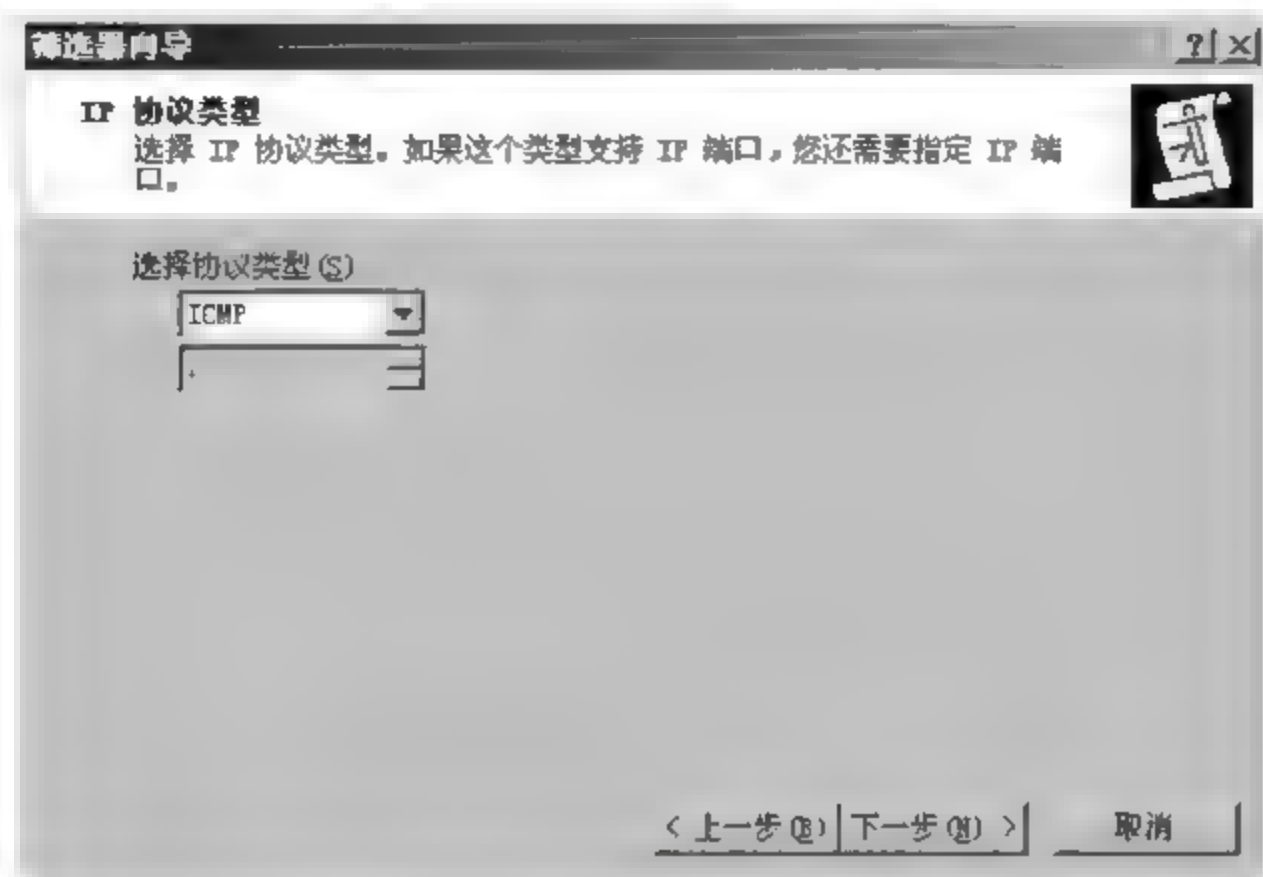 筛选器向导
IP 协议类型
选择 IP 协议类型。如果这个类型支持 IP 端口，您还需要指定 IP 端
口。
选择协议类型(S)
ICMP
< 上一步(B) 下一步(N) > 取消